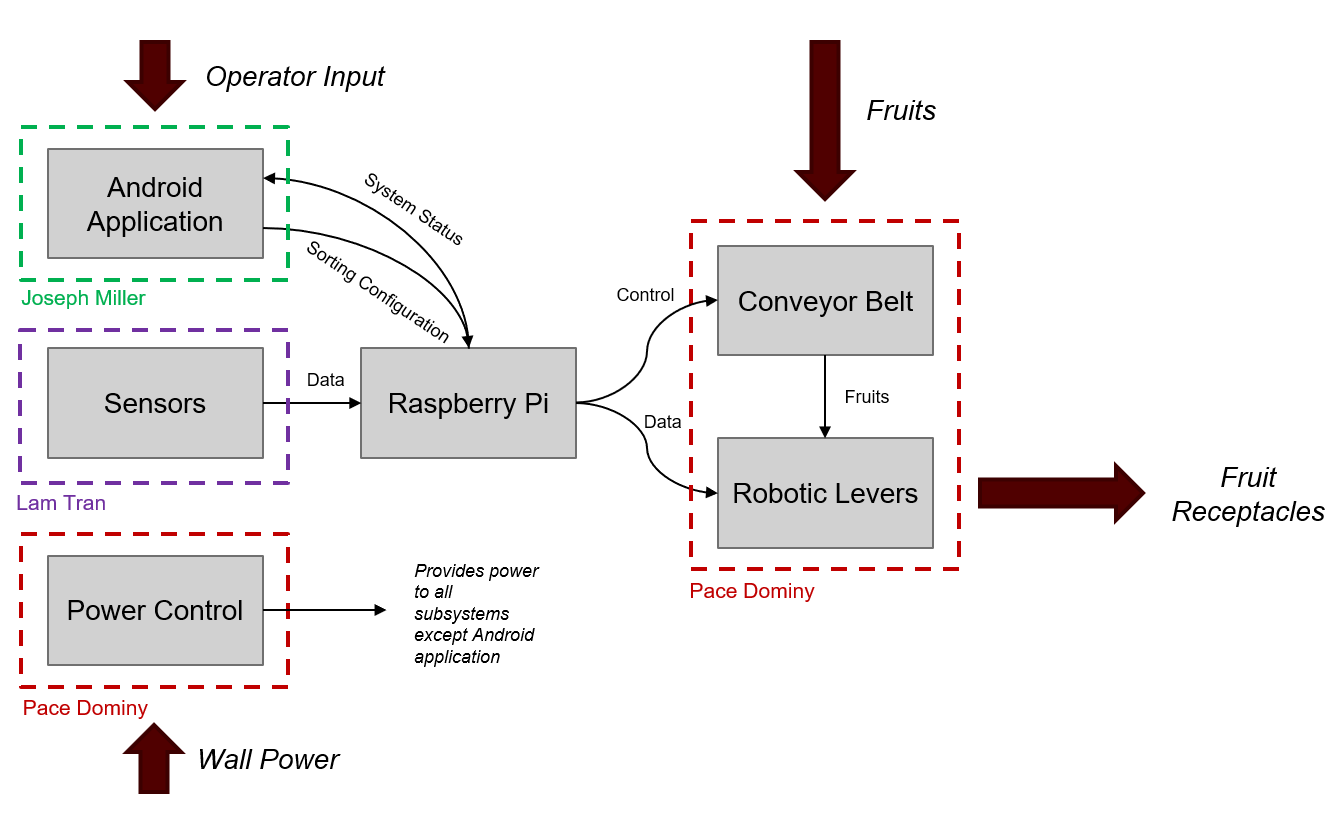 Operator Input
Fruits
Android
Application
System Status
Sorting Configuration
Joseph Miller
Control
Conveyor Belt
Sensors
Data
Raspberry Pi
Fruits
Data
Robotic Levers
Fruit
Receptacles
Lam Tran
Provides power
to all
subsystems
except Android
application
Pace Dominy
Power Control
Pace Dominy
Wall Power